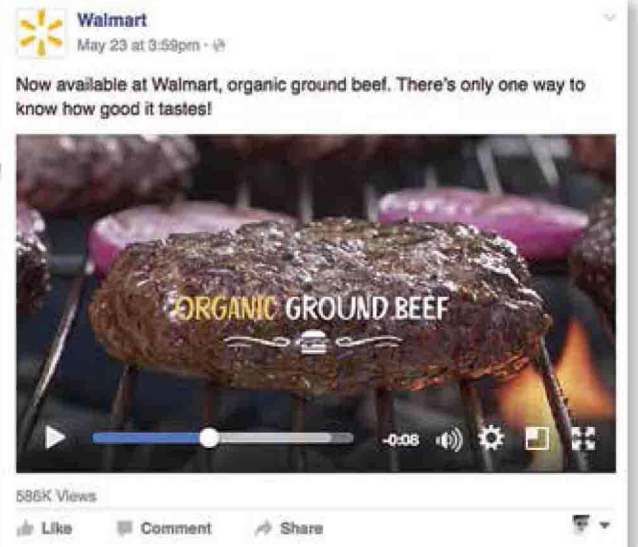 Walmart
May 23 at 3:59pm ·
Now available at Walmart, organic ground beef. There's only one way to
know how good it tastes!
ORGANIC GROUND BEEF
-0:08
586K Views
Like Comment Share